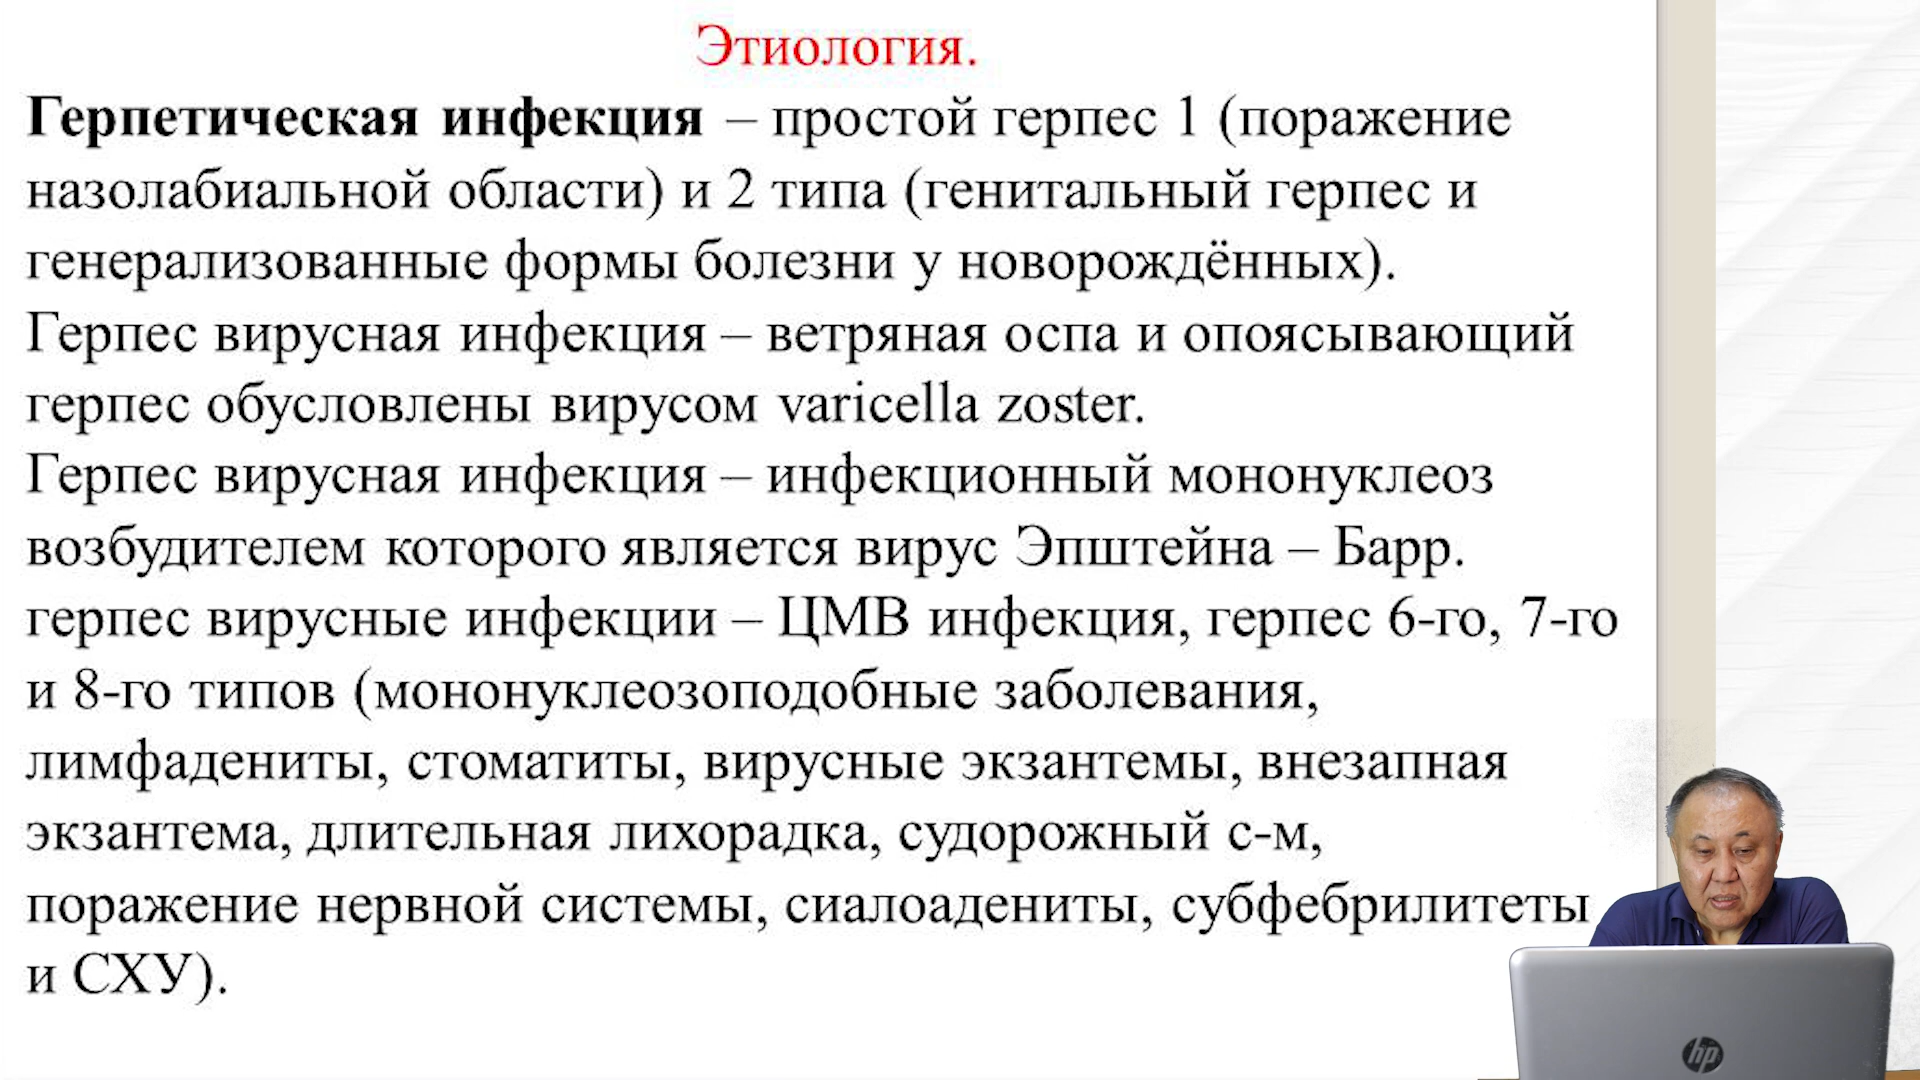 Этиология.
Герпетическая инфекция – простой герпес 1 (поражение
назолабиальной области) и 2 типа (генитальный герпес и
генерализованные формы болезни у новорождённых).
Герпес вирусная инфекция – ветряная оспа и опоясывающий
герпес обусловлены вирусом varicella zoster.
Герпес вирусная инфекция – инфекционный мононуклеоз
возбудителем которого является вирус Эпштейна – Барр.
герпес вирусные инфекции – ЦМВ инфекция, герпес 6-го, 7-го
и 8-го типов (мононуклеозоподобные заболевания,
лимфадениты, стоматиты, вирусные экзантемы, внезапная
экзантема, длительная лихорадка, судорожный с-м,
поражение нервной системы, сиалоадениты, субфебрилитеты
и СХУ).
hp